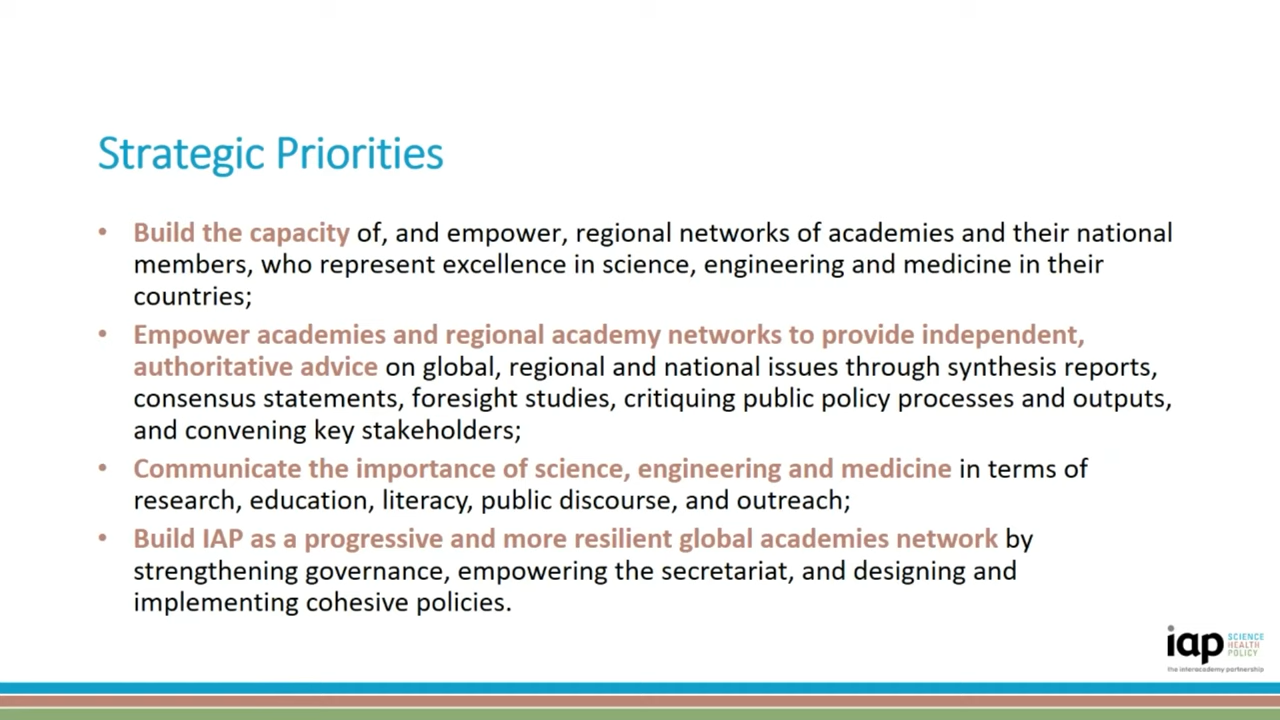 Strategic Priorities
• Build the capacity of, and empower, regional networks of academies and their national
members, who represent excellence in science, engineering and medicine in their
countries;
• Empower academies and regional academy networks to provide independent,
authoritative advice on global, regional and national issues through synthesis reports,
consensus statements, foresight studies, critiquing public policy processes and outputs,
and convening key stakeholders;
• Communicate the importance of science, engineering and medicine in terms of
research, education, literacy, public discourse, and outreach;
• Build IAP as a progressive and more resilient global academies network by
strengthening governance, empowering the secretariat, and designing and
implementing cohesive policies.
iap
SCIENCE
HEALTH
POLICY
the interacademy partnership